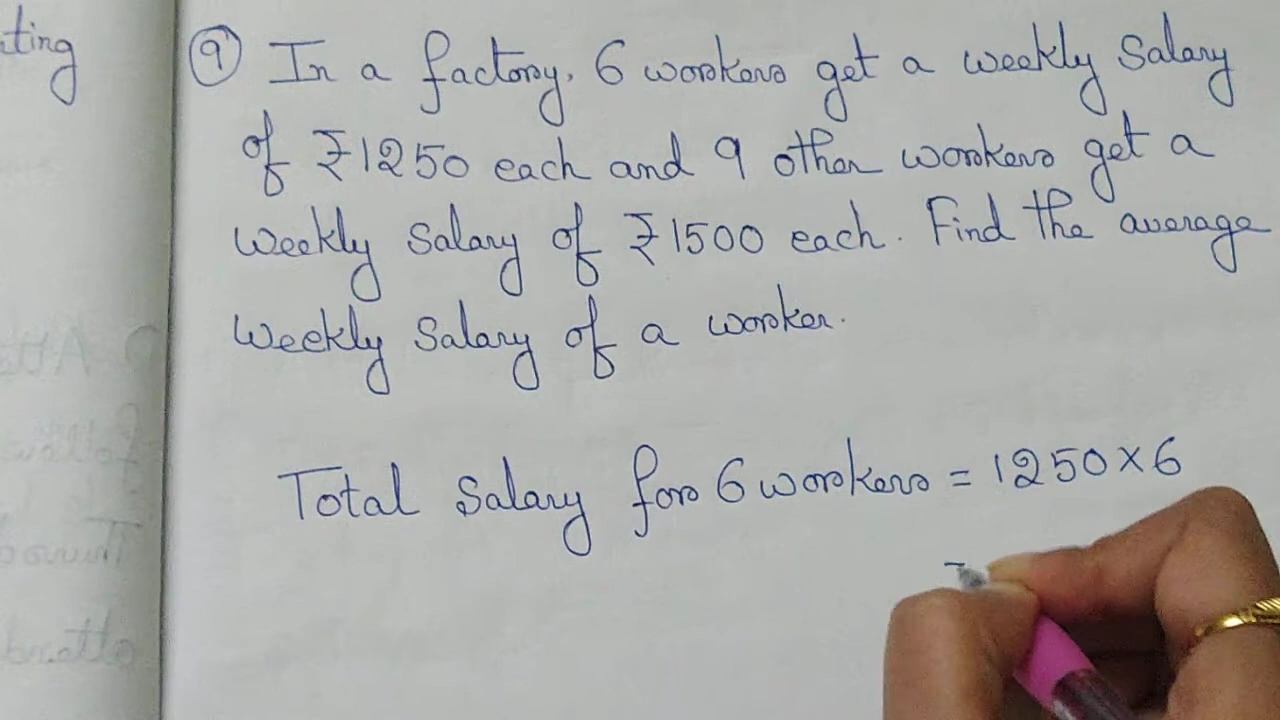 ting
9 In a factory, 6 workers get a weekly Salary
of ₹1250 each and 9 other workers get a
weekly Salary of ₹1500 each. Find the average
weekly Salary of a worker.
Total Salary for 6 workers = 1250×6